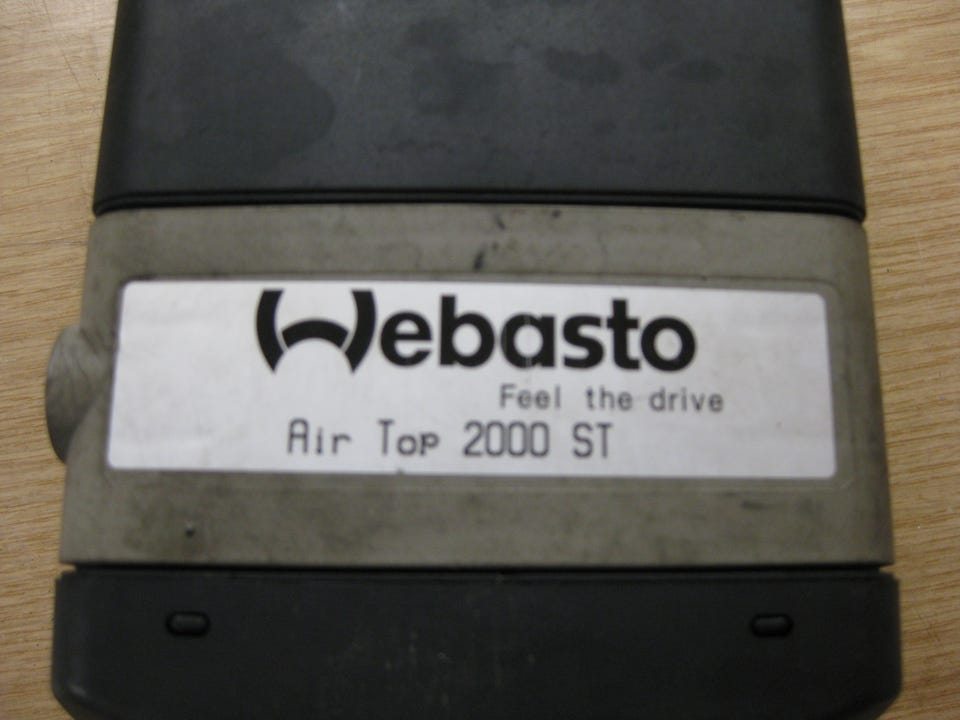 Webasto
Feel the drive
Air Top 2000 ST